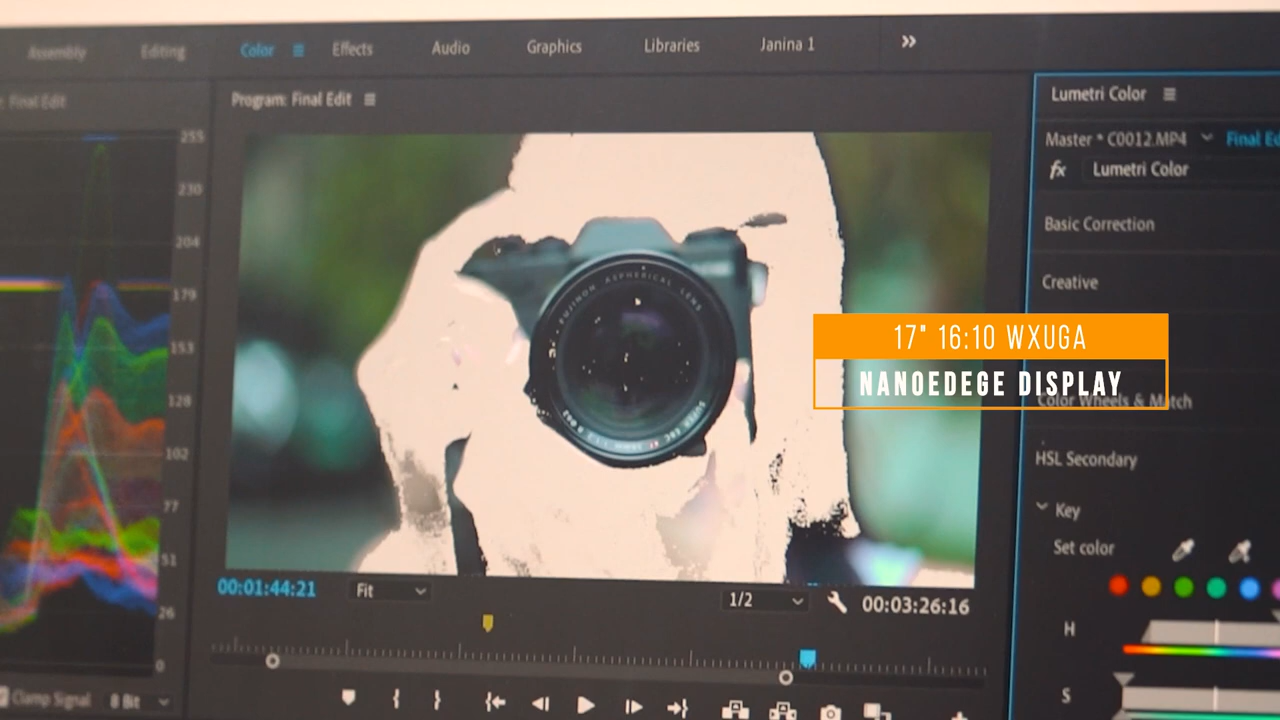 Assembly
Editing
Color
Effects
Audio
Graphics
Libraries
Janina 1
Final Edit
Program: Final Edit
Lumetri Color
Master * C0012.MP4
Final Ed
fx Lumetri Color
Basic Correction
Creative
17" 16:10 WXUGA
NANOEDEGE DISPLAY
Color Wheels & Match
HSL Secondary
Key
Set color
H
S
255
230
204
179
153
128
102
77
51
26
0
FUJINON ASPHERICAL LENS
00:01:44:21
Fit
1/2
00:03:26:16
Clamp Signal
8 Bit